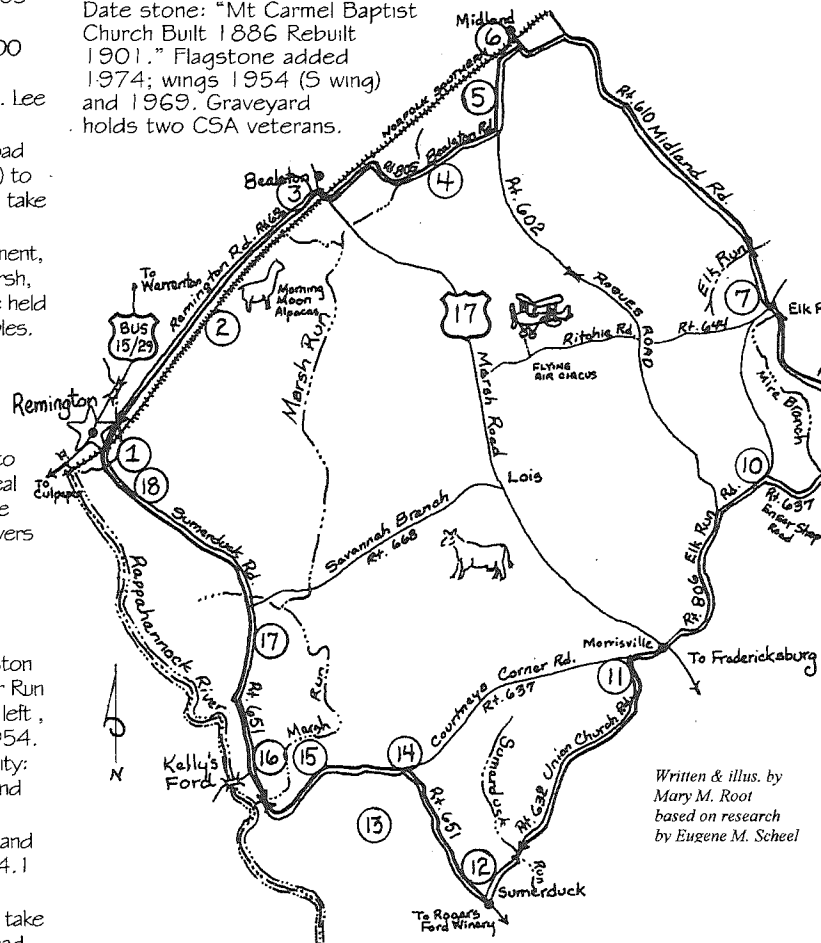 00
. Lee
oad
) to
take
ment,
rsh,
e held
oles.
to
eal
e
vers
ston
r Run
left ,
954.
ity:
nd
and
4.1
take
Date stone: "Mt Carmel Baptist
Church Built 1886 Rebuilt
1901." Flagstone added
1974; wings 1954 (S wing)
and 1969. Graveyard
holds two CSA veterans.
Midland
6
NORFOLK SOUTHERN
5
Rt. 610 Midland Rd
Rt 805 Bealeton Rd
4
Bealeton
3
Rt. 602
ROGUES
ROAD
Elk Run
7
To
Warrenton
Remington Rd. Rt 68
Morning
Moon
Alpacas
2
BUS
15/29
17
Ritchie Rd
Rt. 644
FLYING
AIR CIRCUS
Marsh Run
Mire Branch
Remington
1
18
To
Culpeper
Marsh Road
10
Rt. 637
Ensor Shop
Road
Lois
Sumerduck Rd
Savannah Branch
Rt. 668
Rt. 806 Elk Run Rd.
Rappahannock River
17
Morrisville
To Fredericksburg
11
Courtneys Corner Rd.
Rt. 637
Rt 651
Marsh Run
N
Kelly's
Ford
16
15
14
Sumerduck Run
Rt. 632 Union Church Rd.
Rt. 651
13
12
Sumerduck
To Rogers
Ford Winery
Written & illus. by
Mary M. Root
based on research
by Eugene M. Scheel